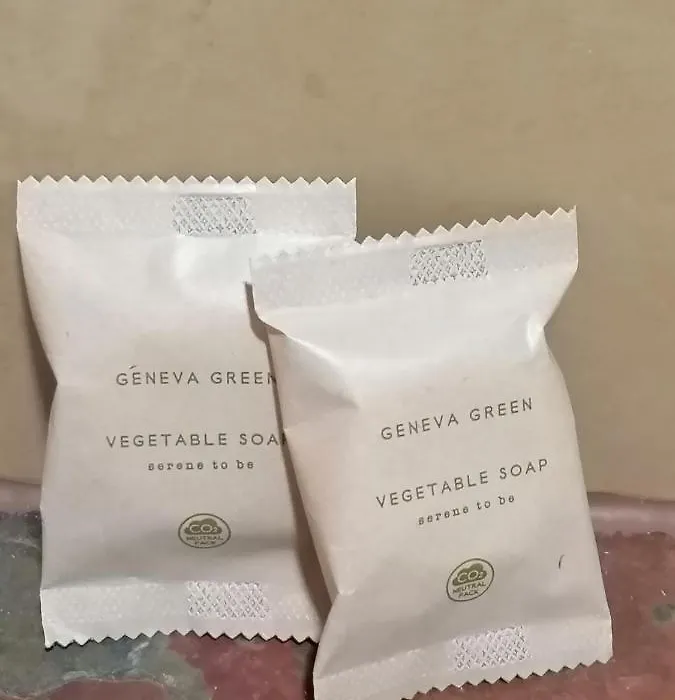 GENEVA GREEN
VEGETABLE SOAP
serene to be
CO₂
NEUTRAL
PACK
GENEVA GREEN
VEGETABLE SOAP
serene to be
CO₂
NEUTRAL
PACK